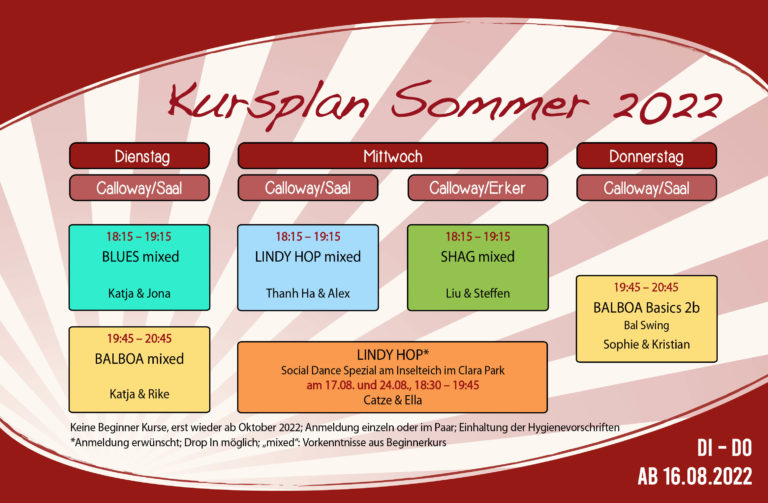 Kursplan Sommer 2022
Dienstag
Mittwoch
Donnerstag
Calloway/Saal
Calloway/Saal
Calloway/Erker
Calloway/Saal
18:15 – 19:15
BLUES mixed
Katja & Jona
18:15 – 19:15
LINDY HOP mixed
Thanh Ha & Alex
18:15 – 19:15
SHAG mixed
Liu & Steffen
19:45 – 20:45
BALBOA Basics 2b
Bal Swing
Sophie & Kristian
19:45 – 20:45
BALBOA mixed
Katja & Rike
LINDY HOP*
Social Dance Spezial am Inselteich im Clara Park
am 17.08. und 24.08., 18:30 – 19:45
Catze & Ella
Keine Beginner Kurse, erst wieder ab Oktober 2022; Anmeldung einzeln oder im Paar; Einhaltung der Hygienevorschriften
*Anmeldung erwünscht; Drop In möglich; „mixed“: Vorkenntnisse aus Beginnerkurs
DI – DO
AB 16.08.2022